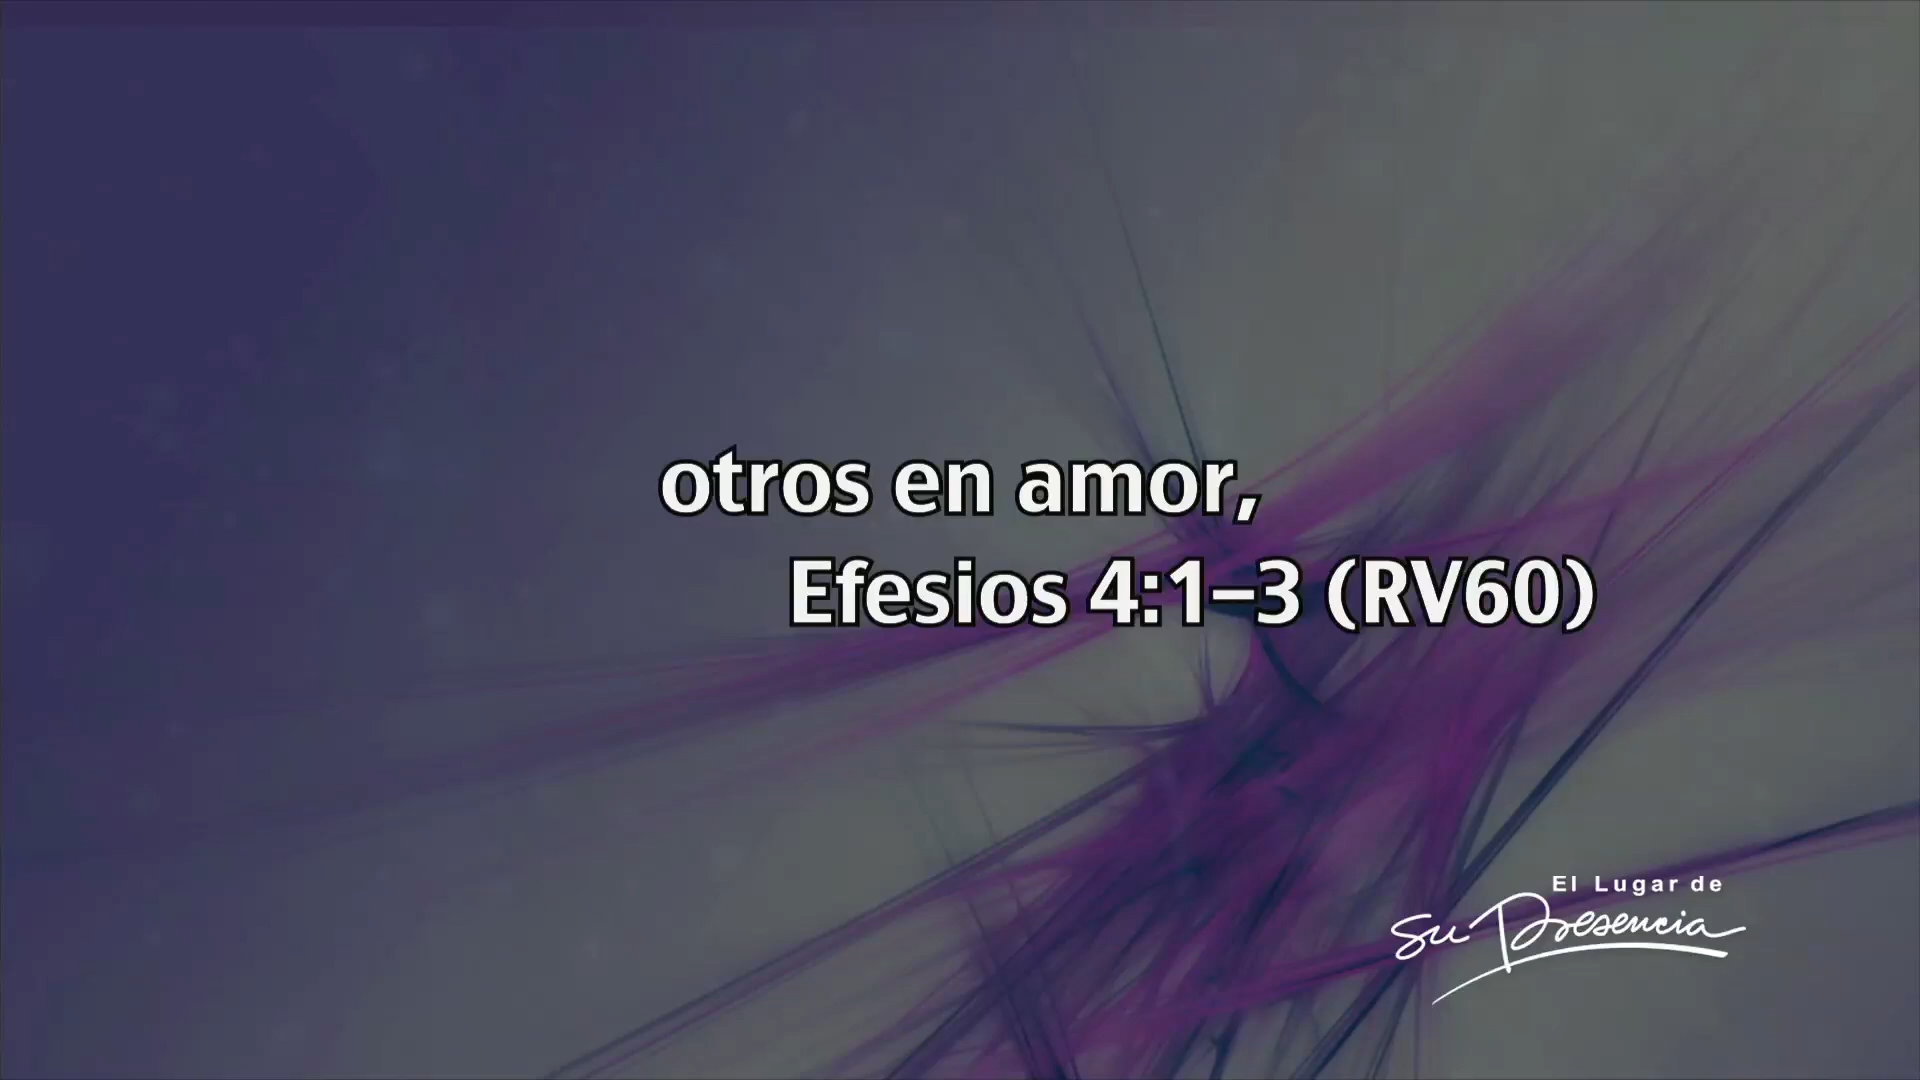 otros en amor,
Efesios 4:1–3 (RV60)
El Lugar de
Su Presencia